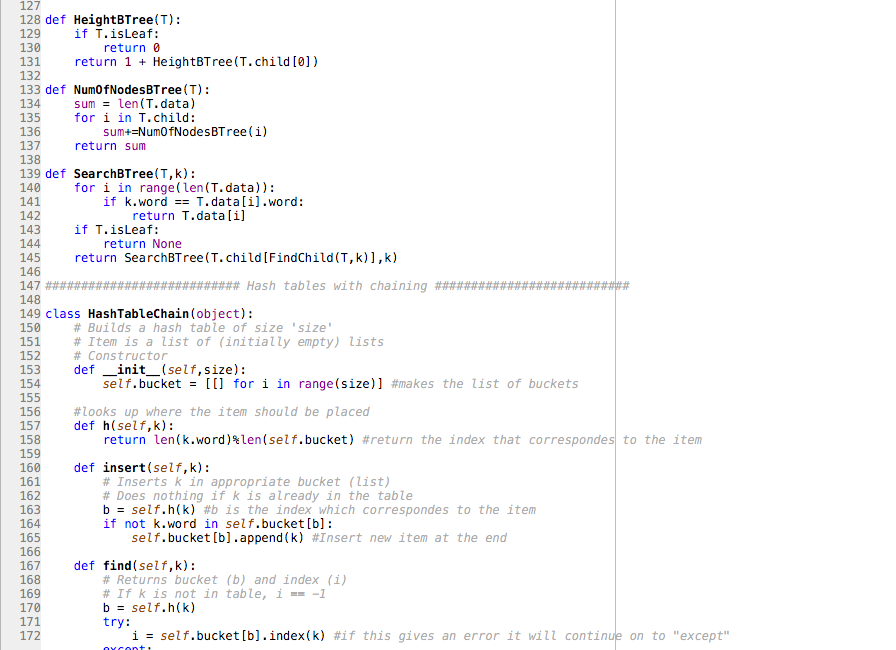 127
128 def HeightBTree(T):
129     if T.isLeaf:
130         return 0
131     return 1 + HeightBTree(T.child[0])
132
133 def NumOfNodesBTree(T):
134     sum = len(T.data)
135     for i in T.child:
136         sum+=NumOfNodesBTree(i)
137     return sum
138
139 def SearchBTree(T,k):
140     for i in range(len(T.data)):
141         if k.word == T.data[i].word:
142             return T.data[i]
143     if T.isLeaf:
144         return None
145     return SearchBTree(T.child[FindChild(T,k)],k)
146
147 ########################### Hash tables with chaining ###########################
148
149 class HashTableChain(object):
150     # Builds a hash table of size 'size'
151     # Item is a list of (initially empty) lists
152     # Constructor
153     def __init__(self,size):
154         self.bucket = [[] for i in range(size)] #makes the list of buckets
155
156     #looks up where the item should be placed
157     def h(self,k):
158         return len(k.word)%len(self.bucket) #return the index that correspondes to the item
159
160     def insert(self,k):
161         # Inserts k in appropriate bucket (list)
162         # Does nothing if k is already in the table
163         b = self.h(k) #b is the index which correspondes to the item
164         if not k.word in self.bucket[b]:
165             self.bucket[b].append(k) #Insert new item at the end
166
167     def find(self,k):
168         # Returns bucket (b) and index (i)
169         # If k is not in table, i == -1
170         b = self.h(k)
171         try:
172             i = self.bucket[b].index(k) #if this gives an error it will continue on to "except"
        except: